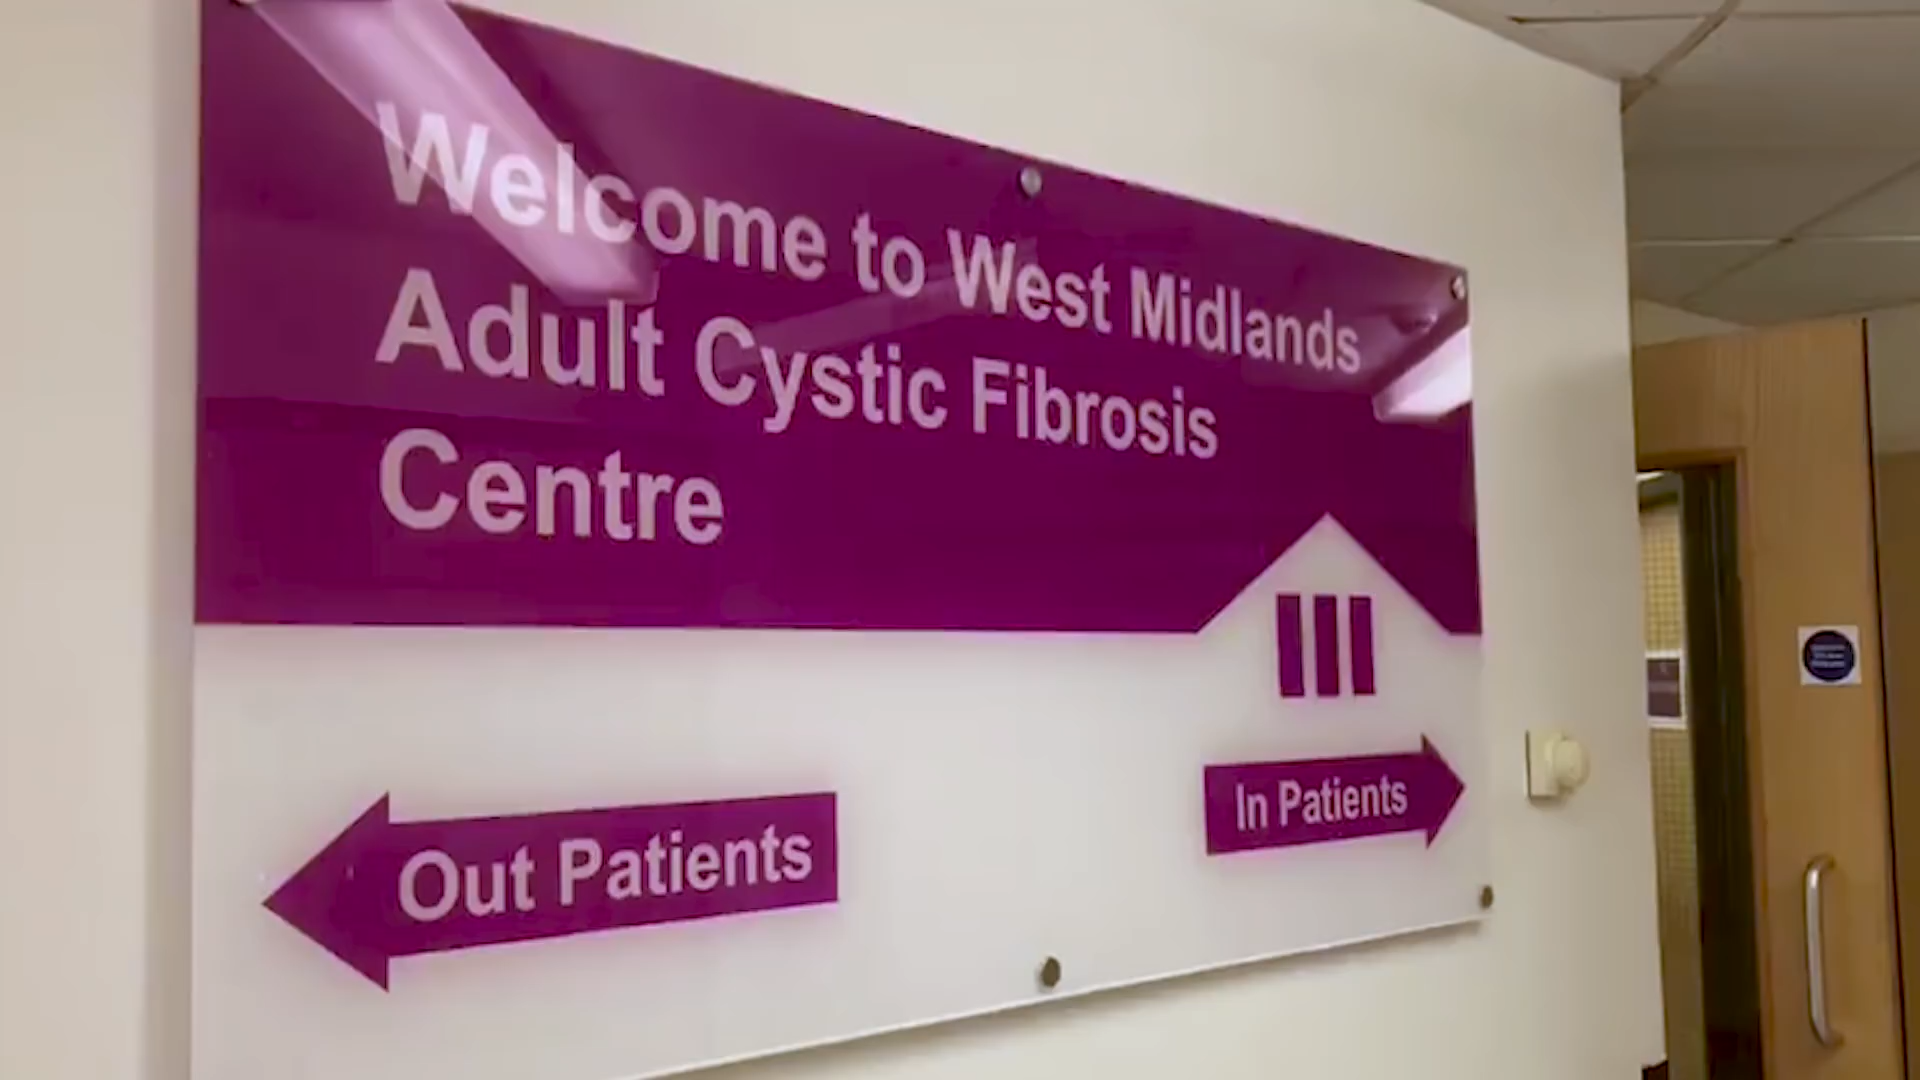 Welcome to West Midlands
Adult Cystic Fibrosis
Centre
Out Patients
In Patients